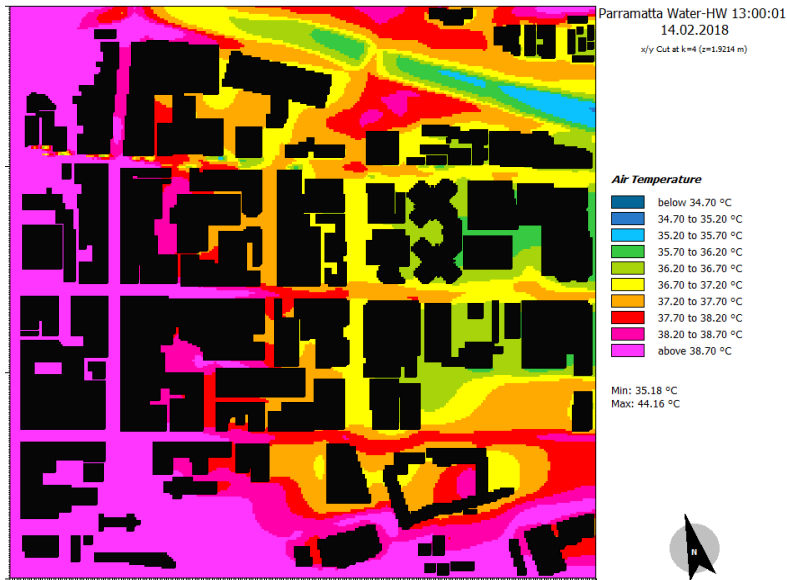 Parramatta Water-HW 13:00:01
14.02.2018
x/y Cut at k=4 (z=1.9214 m)
Air Temperature
below 34.70 °C
34.70 to 35.20 °C
35.20 to 35.70 °C
35.70 to 36.20 °C
36.20 to 36.70 °C
36.70 to 37.20 °C
37.20 to 37.70 °C
37.70 to 38.20 °C
38.20 to 38.70 °C
above 38.70 °C
Min: 35.18 °C
Max: 44.16 °C
N